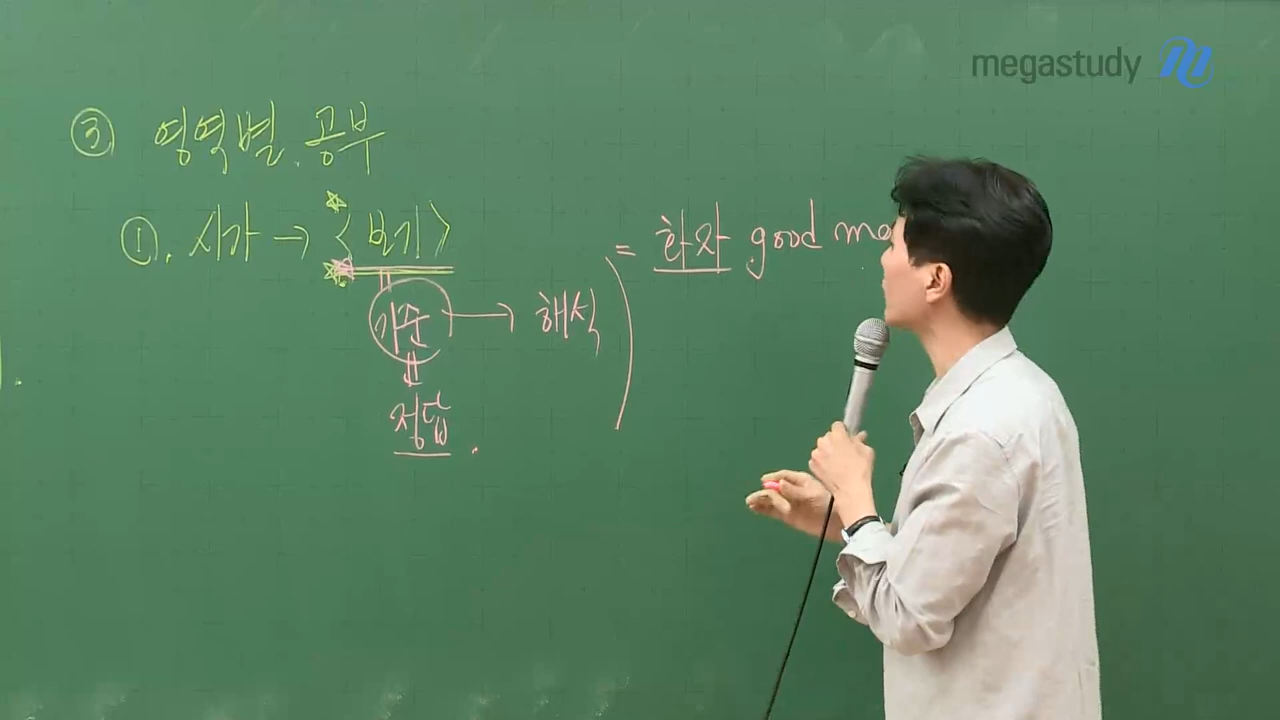 megastudy
③ 영역별 공부
①. 시가 → <보기>
= 화자 good me
기준 → 해석
정답.